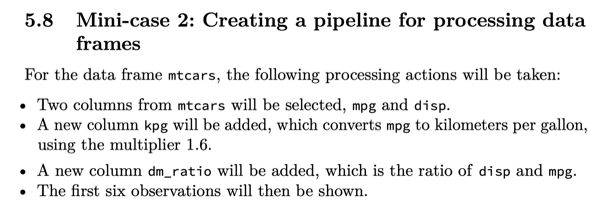 5.8 Mini-case 2: Creating a pipeline for processing data
frames
For the data frame mtcars, the following processing actions will be taken:
• Two columns from mtcars will be selected, mpg and disp.
• A new column kpg will be added, which converts mpg to kilometers per gallon,
using the multiplier 1.6.
• A new column dm_ratio will be added, which is the ratio of disp and mpg.
• The first six observations will then be shown.